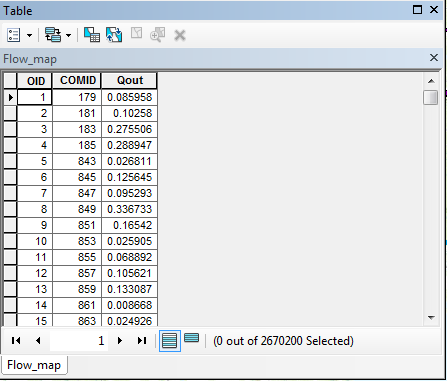 Table
Flow_map
OID COMID Qout
1 179 0.085958
2 181 0.10258
3 183 0.275506
4 185 0.288947
5 843 0.026811
6 845 0.125645
7 847 0.095293
8 849 0.336733
9 851 0.16542
10 853 0.025905
11 855 0.068892
12 857 0.105621
13 859 0.133087
14 861 0.008668
15 863 0.024926
1 (0 out of 2670200 Selected)
Flow_map